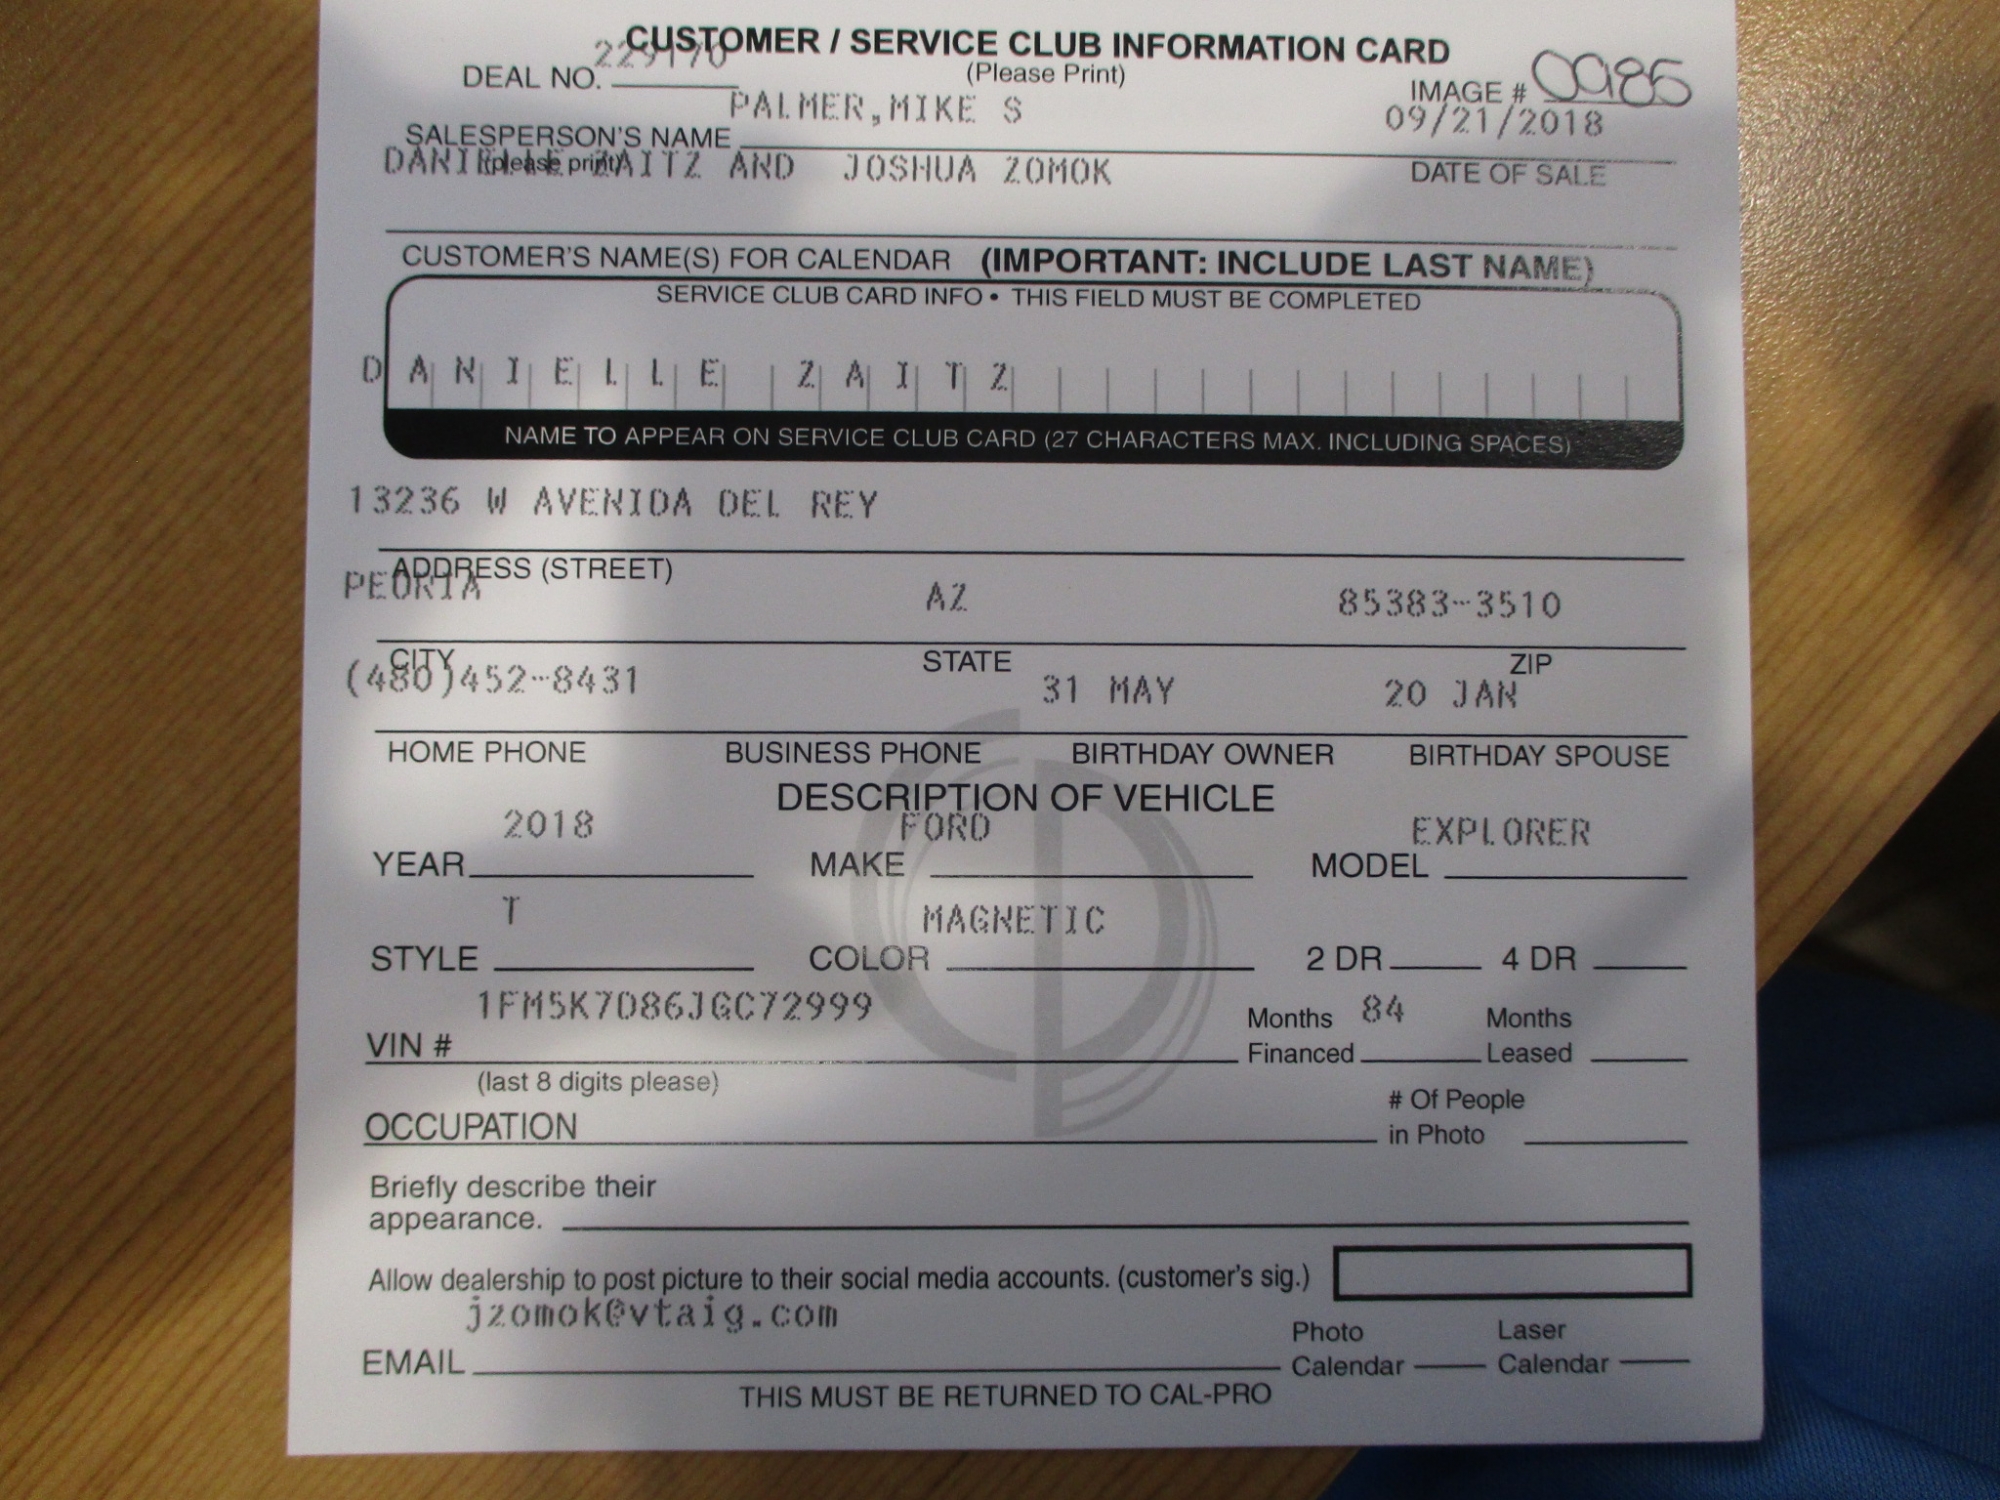 CUSTOMER / SERVICE CLUB INFORMATION CARD
(Please Print)
DEAL NO. 229170
IMAGE # 0985
PALMER,MIKE S
09/21/2018
SALESPERSON'S NAME
(please print)
DATE OF SALE
DANIELLE ZAITZ AND JOSHUA ZOMOK
CUSTOMER'S NAME(S) FOR CALENDAR (IMPORTANT: INCLUDE LAST NAME)
SERVICE CLUB CARD INFO • THIS FIELD MUST BE COMPLETED
DANIELLE ZAITZ
NAME TO APPEAR ON SERVICE CLUB CARD (27 CHARACTERS MAX. INCLUDING SPACES)
13236 W AVENIDA DEL REY
ADDRESS (STREET)
PEORIA AZ 85383-3510
CITY STATE ZIP
(480)452-8431 31 MAY 20 JAN
HOME PHONE BUSINESS PHONE BIRTHDAY OWNER BIRTHDAY SPOUSE
DESCRIPTION OF VEHICLE
2018 FORD EXPLORER
YEAR MAKE MODEL
T MAGNETIC
STYLE COLOR 2 DR 4 DR
1FM5K7D86JGC72999
VIN #
Months Financed 84 Months Leased
(last 8 digits please)
OCCUPATION # Of People in Photo
Briefly describe their
appearance.
Allow dealership to post picture to their social media accounts. (customer's sig.)
jzomok@vtaig.com
EMAIL Photo Calendar Laser Calendar
THIS MUST BE RETURNED TO CAL-PRO